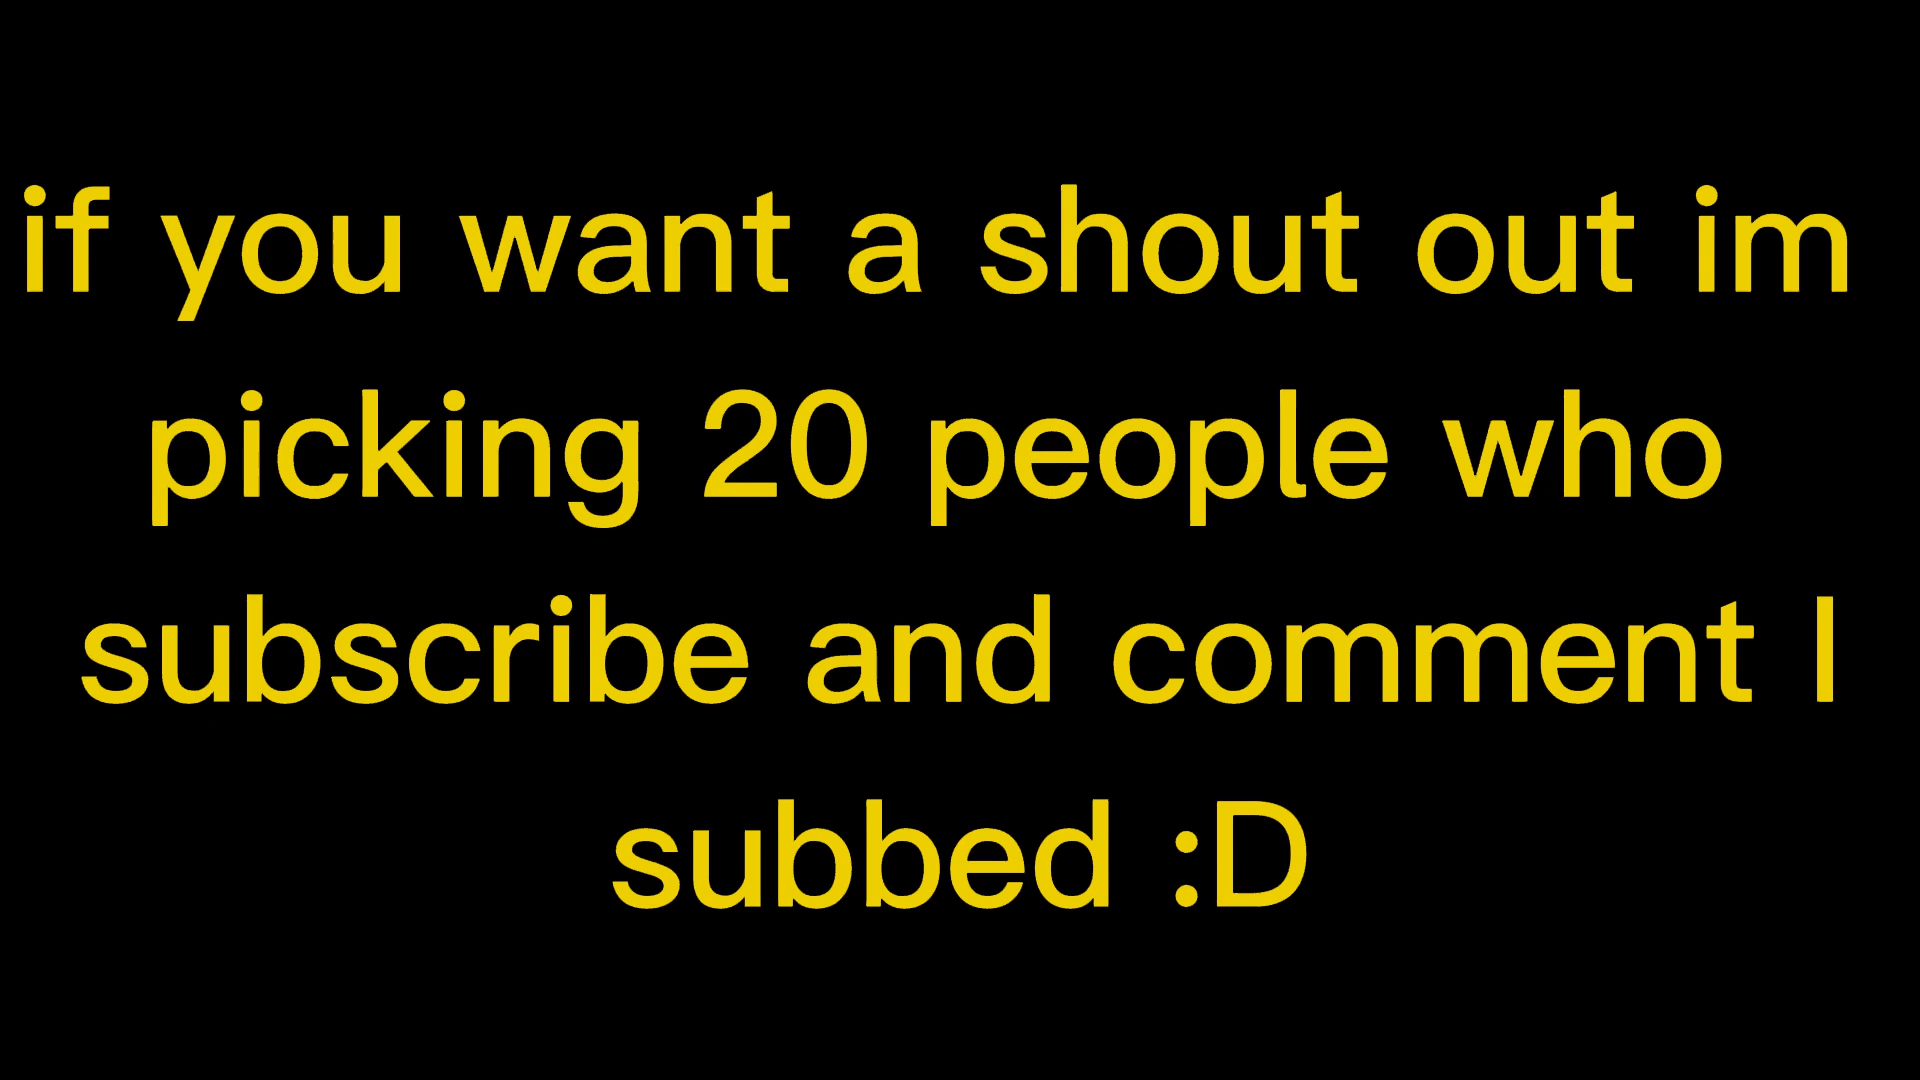 if you want a shout out im
picking 20 people who
subscribe and comment I
subbed :D